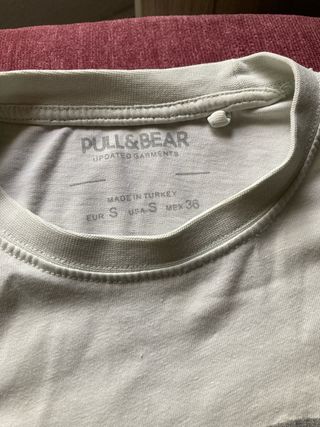 PULL&BEAR
UPDATED GARMENTS
MADE IN TURKEY
EUR S USA S MEX 36